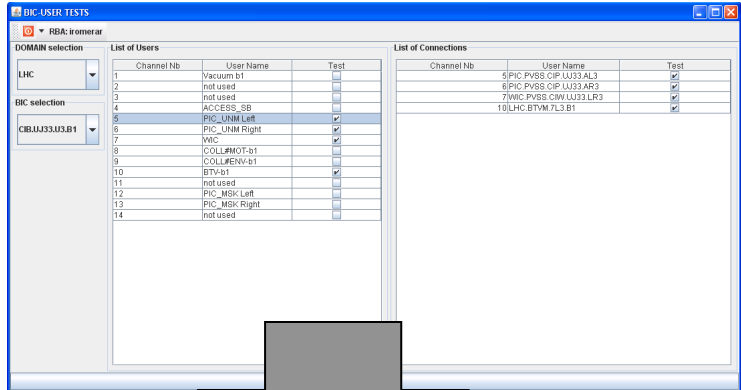 BIC-USER TESTS
RBA: iromerar
DOMAIN selection
LHC
BIC selection
CIB.UJ33.U3.B1
List of Users
Channel Nb User Name Test
1 Vacuum b1
2 not used
3 not used
4 ACCESS_SB
5 PIC_UNM Left
6 PIC_UNM Right
7 WIC
8 COLL#MOT-b1
9 COLL#ENV-b1
10 BTV-b1
11 not used
12 PIC_MSK Left
13 PIC_MSK Right
14 not used
List of Connections
Channel Nb User Name Test
5 PIC.PVSS.CIP.UJ33.AL3
6 PIC.PVSS.CIP.UJ33.AR3
7 WIC.PVSS.CIW.UJ33.LR3
10 LHC.BTVM.7L3.B1